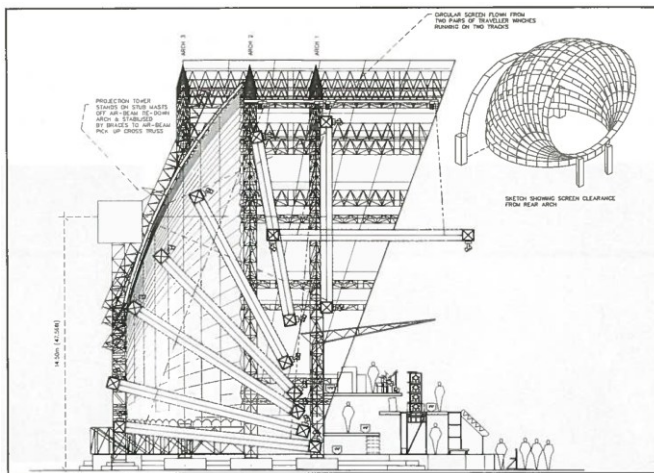 ARCH 3
ARCH 2
ARCH 1
CIRCULAR SCREEN FLOWN FROM
TWO PAIRS OF TRAVELLER WINCHES
RUNNING ON TWO TRACKS
PROJECTION TOWER
STANDS ON STUB MASTS
OFF AIR-BEAM TIE-DOWN
ARCH & STABILISED
BY BRACES TO AIR-BEAM
PICK UP CROSS TRUSS
SKETCH SHOWING SCREEN CLEARANCE
FROM REAR ARCH